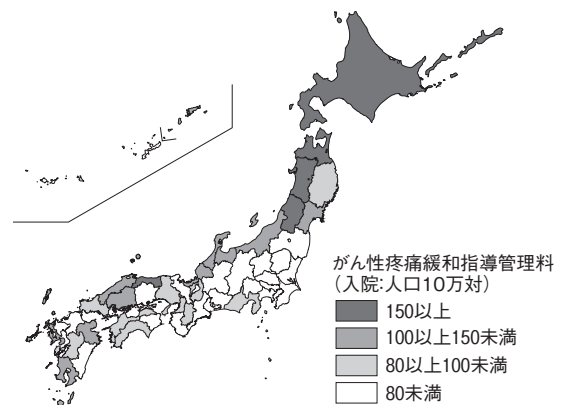 がん性疼痛緩和指導管理料
（入院：人口10万対）
150以上
100以上150未満
80以上100未満
80未満